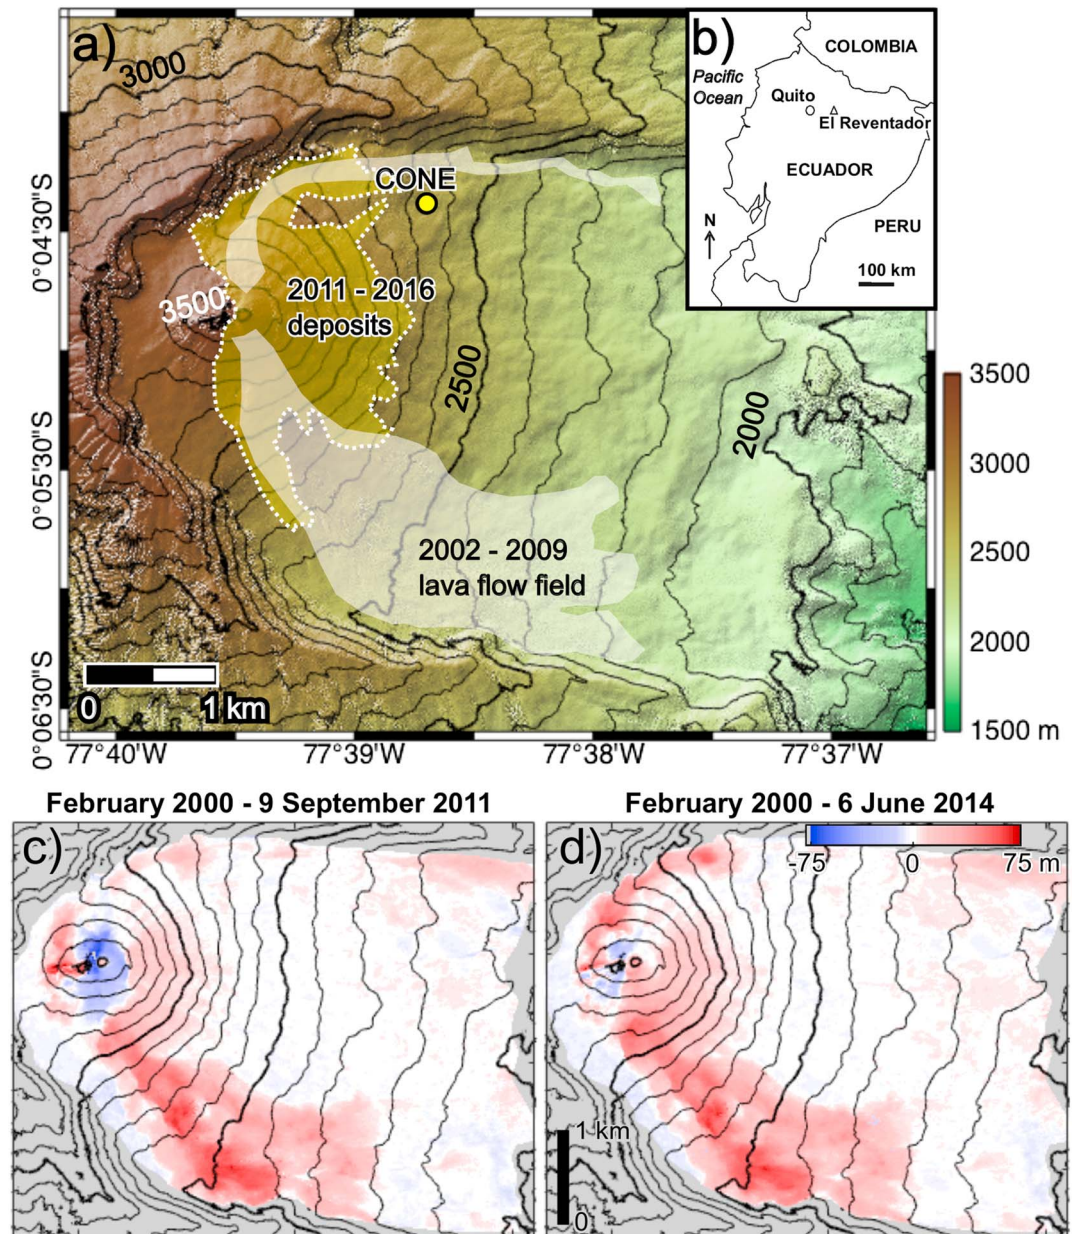 a)
3000
CONE
3500
2011 - 2016
deposits
2500
2000
2002 - 2009
lava flow field
0
1 km
0°04'30"S
0°05'30"S
0°06'30"S
77°40'W
77°39'W
77°38'W
77°37'W
b)
COLOMBIA
Pacific
Ocean
Quito
El Reventador
ECUADOR
PERU
N
100 km
3500
3000
2500
2000
1500 m
February 2000 - 9 September 2011
c)
February 2000 - 6 June 2014
d)
-75
0
75 m
1 km
0